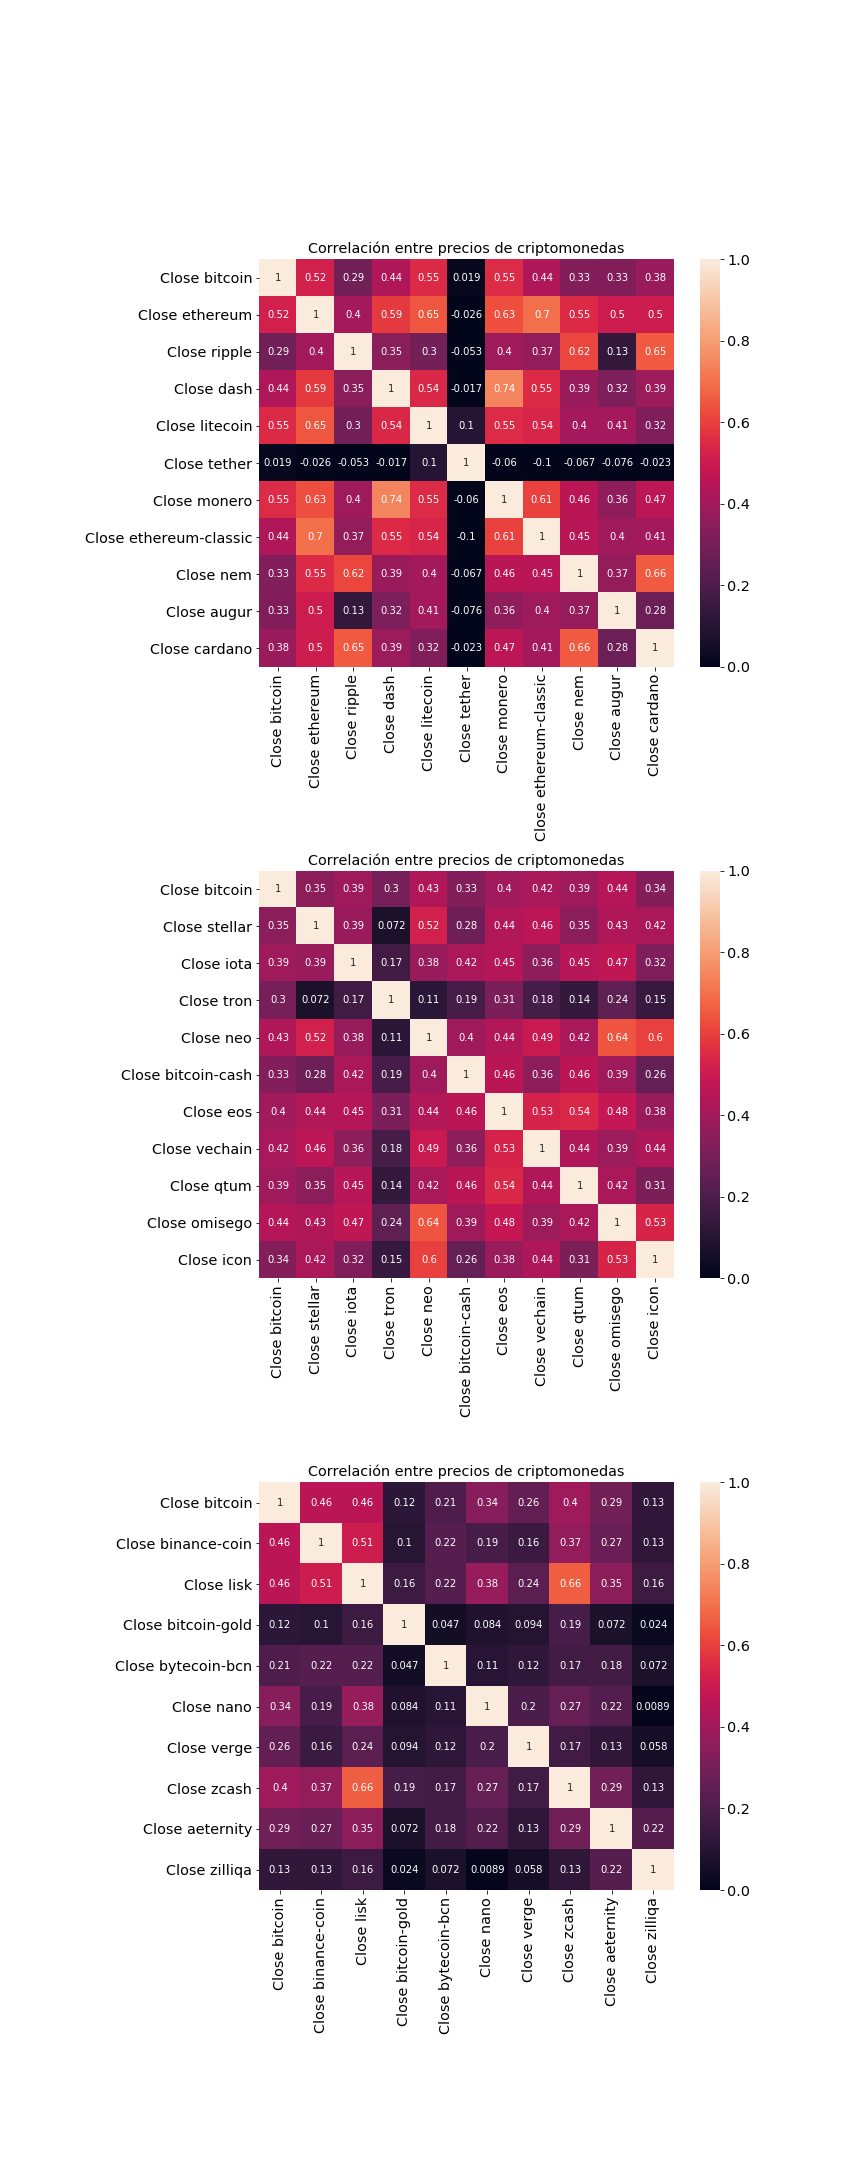 Correlación entre precios de criptomonedas
Close bitcoin 1 0.52 0.29 0.44 0.55 0.019 0.55 0.44 0.33 0.33 0.38
Close ethereum 0.52 1 0.4 0.59 0.65 -0.026 0.63 0.7 0.55 0.5 0.5
Close ripple 0.29 0.4 1 0.35 0.3 -0.053 0.4 0.37 0.62 0.13 0.65
Close dash 0.44 0.59 0.35 1 0.54 -0.017 0.74 0.55 0.39 0.32 0.39
Close litecoin 0.55 0.65 0.3 0.54 1 0.1 0.55 0.54 0.4 0.41 0.32
Close tether 0.019 -0.026 -0.053 -0.017 0.1 1 -0.06 -0.1 -0.067 -0.076 -0.023
Close monero 0.55 0.63 0.4 0.74 0.55 -0.06 1 0.61 0.46 0.36 0.47
Close ethereum-classic 0.44 0.7 0.37 0.55 0.54 -0.1 0.61 1 0.45 0.4 0.41
Close nem 0.33 0.55 0.62 0.39 0.4 -0.067 0.46 0.45 1 0.37 0.66
Close augur 0.33 0.5 0.13 0.32 0.41 -0.076 0.36 0.4 0.37 1 0.28
Close cardano 0.38 0.5 0.65 0.39 0.32 -0.023 0.47 0.41 0.66 0.28 1
Close bitcoin
Close ethereum
Close ripple
Close dash
Close litecoin
Close tether
Close monero
Close ethereum-classic
Close nem
Close augur
Close cardano
1.0
0.8
0.6
0.4
0.2
0.0
Correlación entre precios de criptomonedas
Close bitcoin 1 0.35 0.39 0.3 0.43 0.33 0.4 0.42 0.39 0.44 0.34
Close stellar 0.35 1 0.39 0.072 0.52 0.28 0.44 0.46 0.35 0.43 0.42
Close iota 0.39 0.39 1 0.17 0.38 0.42 0.45 0.36 0.45 0.47 0.32
Close tron 0.3 0.072 0.17 1 0.11 0.19 0.31 0.18 0.14 0.24 0.15
Close neo 0.43 0.52 0.38 0.11 1 0.4 0.44 0.49 0.42 0.64 0.6
Close bitcoin-cash 0.33 0.28 0.42 0.19 0.4 1 0.46 0.36 0.46 0.39 0.26
Close eos 0.4 0.44 0.45 0.31 0.44 0.46 1 0.53 0.54 0.48 0.38
Close vechain 0.42 0.46 0.36 0.18 0.49 0.36 0.53 1 0.44 0.39 0.44
Close qtum 0.39 0.35 0.45 0.14 0.42 0.46 0.54 0.44 1 0.42 0.31
Close omisego 0.44 0.43 0.47 0.24 0.64 0.39 0.48 0.39 0.42 1 0.53
Close icon 0.34 0.42 0.32 0.15 0.6 0.26 0.38 0.44 0.31 0.53 1
Close bitcoin
Close stellar
Close iota
Close tron
Close neo
Close bitcoin-cash
Close eos
Close vechain
Close qtum
Close omisego
Close icon
1.0
0.8
0.6
0.4
0.2
0.0
Correlación entre precios de criptomonedas
Close bitcoin 1 0.46 0.46 0.12 0.21 0.34 0.26 0.4 0.29 0.13
Close binance-coin 0.46 1 0.51 0.1 0.22 0.19 0.16 0.37 0.27 0.13
Close lisk 0.46 0.51 1 0.16 0.22 0.38 0.24 0.66 0.35 0.16
Close bitcoin-gold 0.12 0.1 0.16 1 0.047 0.084 0.094 0.19 0.072 0.024
Close bytecoin-bcn 0.21 0.22 0.22 0.047 1 0.11 0.12 0.17 0.18 0.072
Close nano 0.34 0.19 0.38 0.084 0.11 1 0.2 0.27 0.22 0.0089
Close verge 0.26 0.16 0.24 0.094 0.12 0.2 1 0.17 0.13 0.058
Close zcash 0.4 0.37 0.66 0.19 0.17 0.27 0.17 1 0.29 0.13
Close aeternity 0.29 0.27 0.35 0.072 0.18 0.22 0.13 0.29 1 0.22
Close zilliqa 0.13 0.13 0.16 0.024 0.072 0.0089 0.058 0.13 0.22 1
Close bitcoin
Close binance-coin
Close lisk
Close bitcoin-gold
Close bytecoin-bcn
Close nano
Close verge
Close zcash
Close aeternity
Close zilliqa
1.0
0.8
0.6
0.4
0.2
0.0